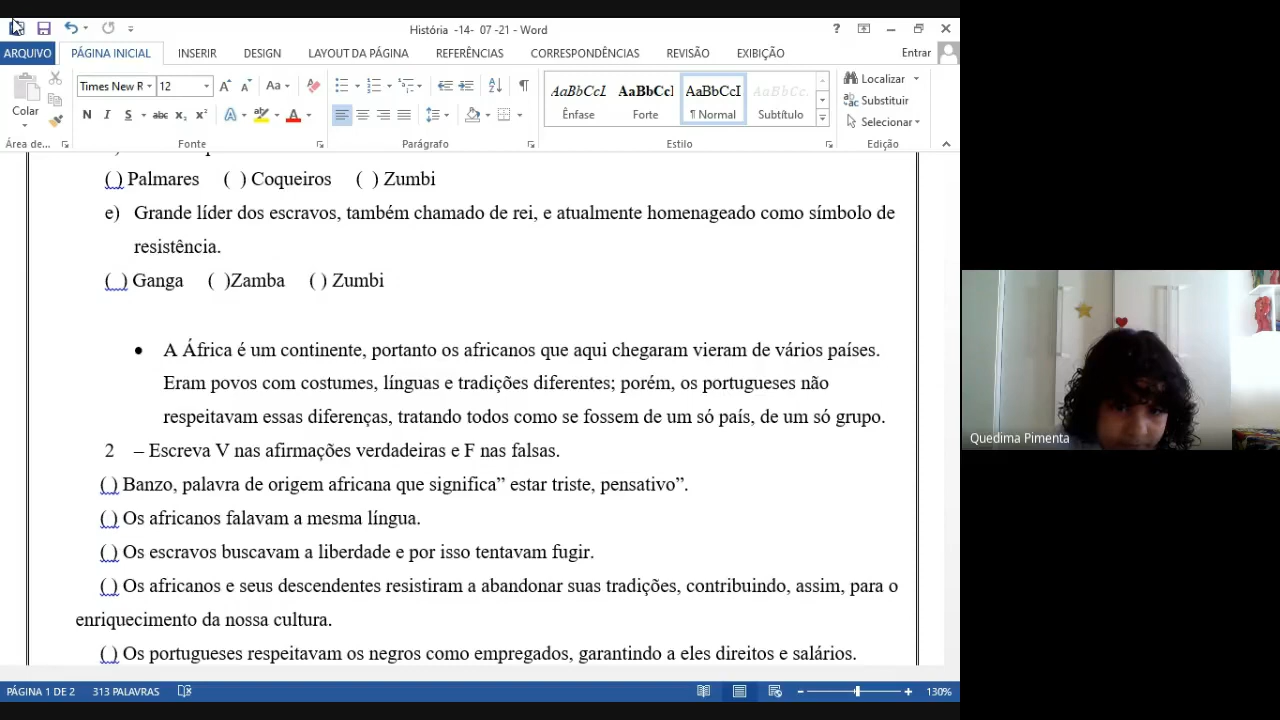 História -14- 07 -21 - Word
ARQUIVO PÁGINA INICIAL INSERIR DESIGN LAYOUT DA PÁGINA REFERÊNCIAS CORRESPONDÊNCIAS REVISÃO EXIBIÇÃO Entrar
Times New R 12 Aa
Colar
N I S abc x₂ x² A A
AaBbCcL AaBbCcl AaBbCcI AaBbCc.
Ênfase Forte ¶ Normal Subtítulo
Localizar
Substituir
Selecionar
Área de... Fonte Parágrafo Estilo Edição
( ) Palmares ( ) Coqueiros ( ) Zumbi
e) Grande líder dos escravos, também chamado de rei, e atualmente homenageado como símbolo de
resistência.
( ) Ganga ( )Zamba ( ) Zumbi
• A África é um continente, portanto os africanos que aqui chegaram vieram de vários países.
Eram povos com costumes, línguas e tradições diferentes; porém, os portugueses não
respeitavam essas diferenças, tratando todos como se fossem de um só país, de um só grupo.
2 – Escreva V nas afirmações verdadeiras e F nas falsas.
( ) Banzo, palavra de origem africana que significa” estar triste, pensativo”.
( ) Os africanos falavam a mesma língua.
( ) Os escravos buscavam a liberdade e por isso tentavam fugir.
( ) Os africanos e seus descendentes resistiram a abandonar suas tradições, contribuindo, assim, para o
enriquecimento da nossa cultura.
( ) Os portugueses respeitavam os negros como empregados, garantindo a eles direitos e salários.
PÁGINA 1 DE 2 313 PALAVRAS 130%
Quedima Pimenta